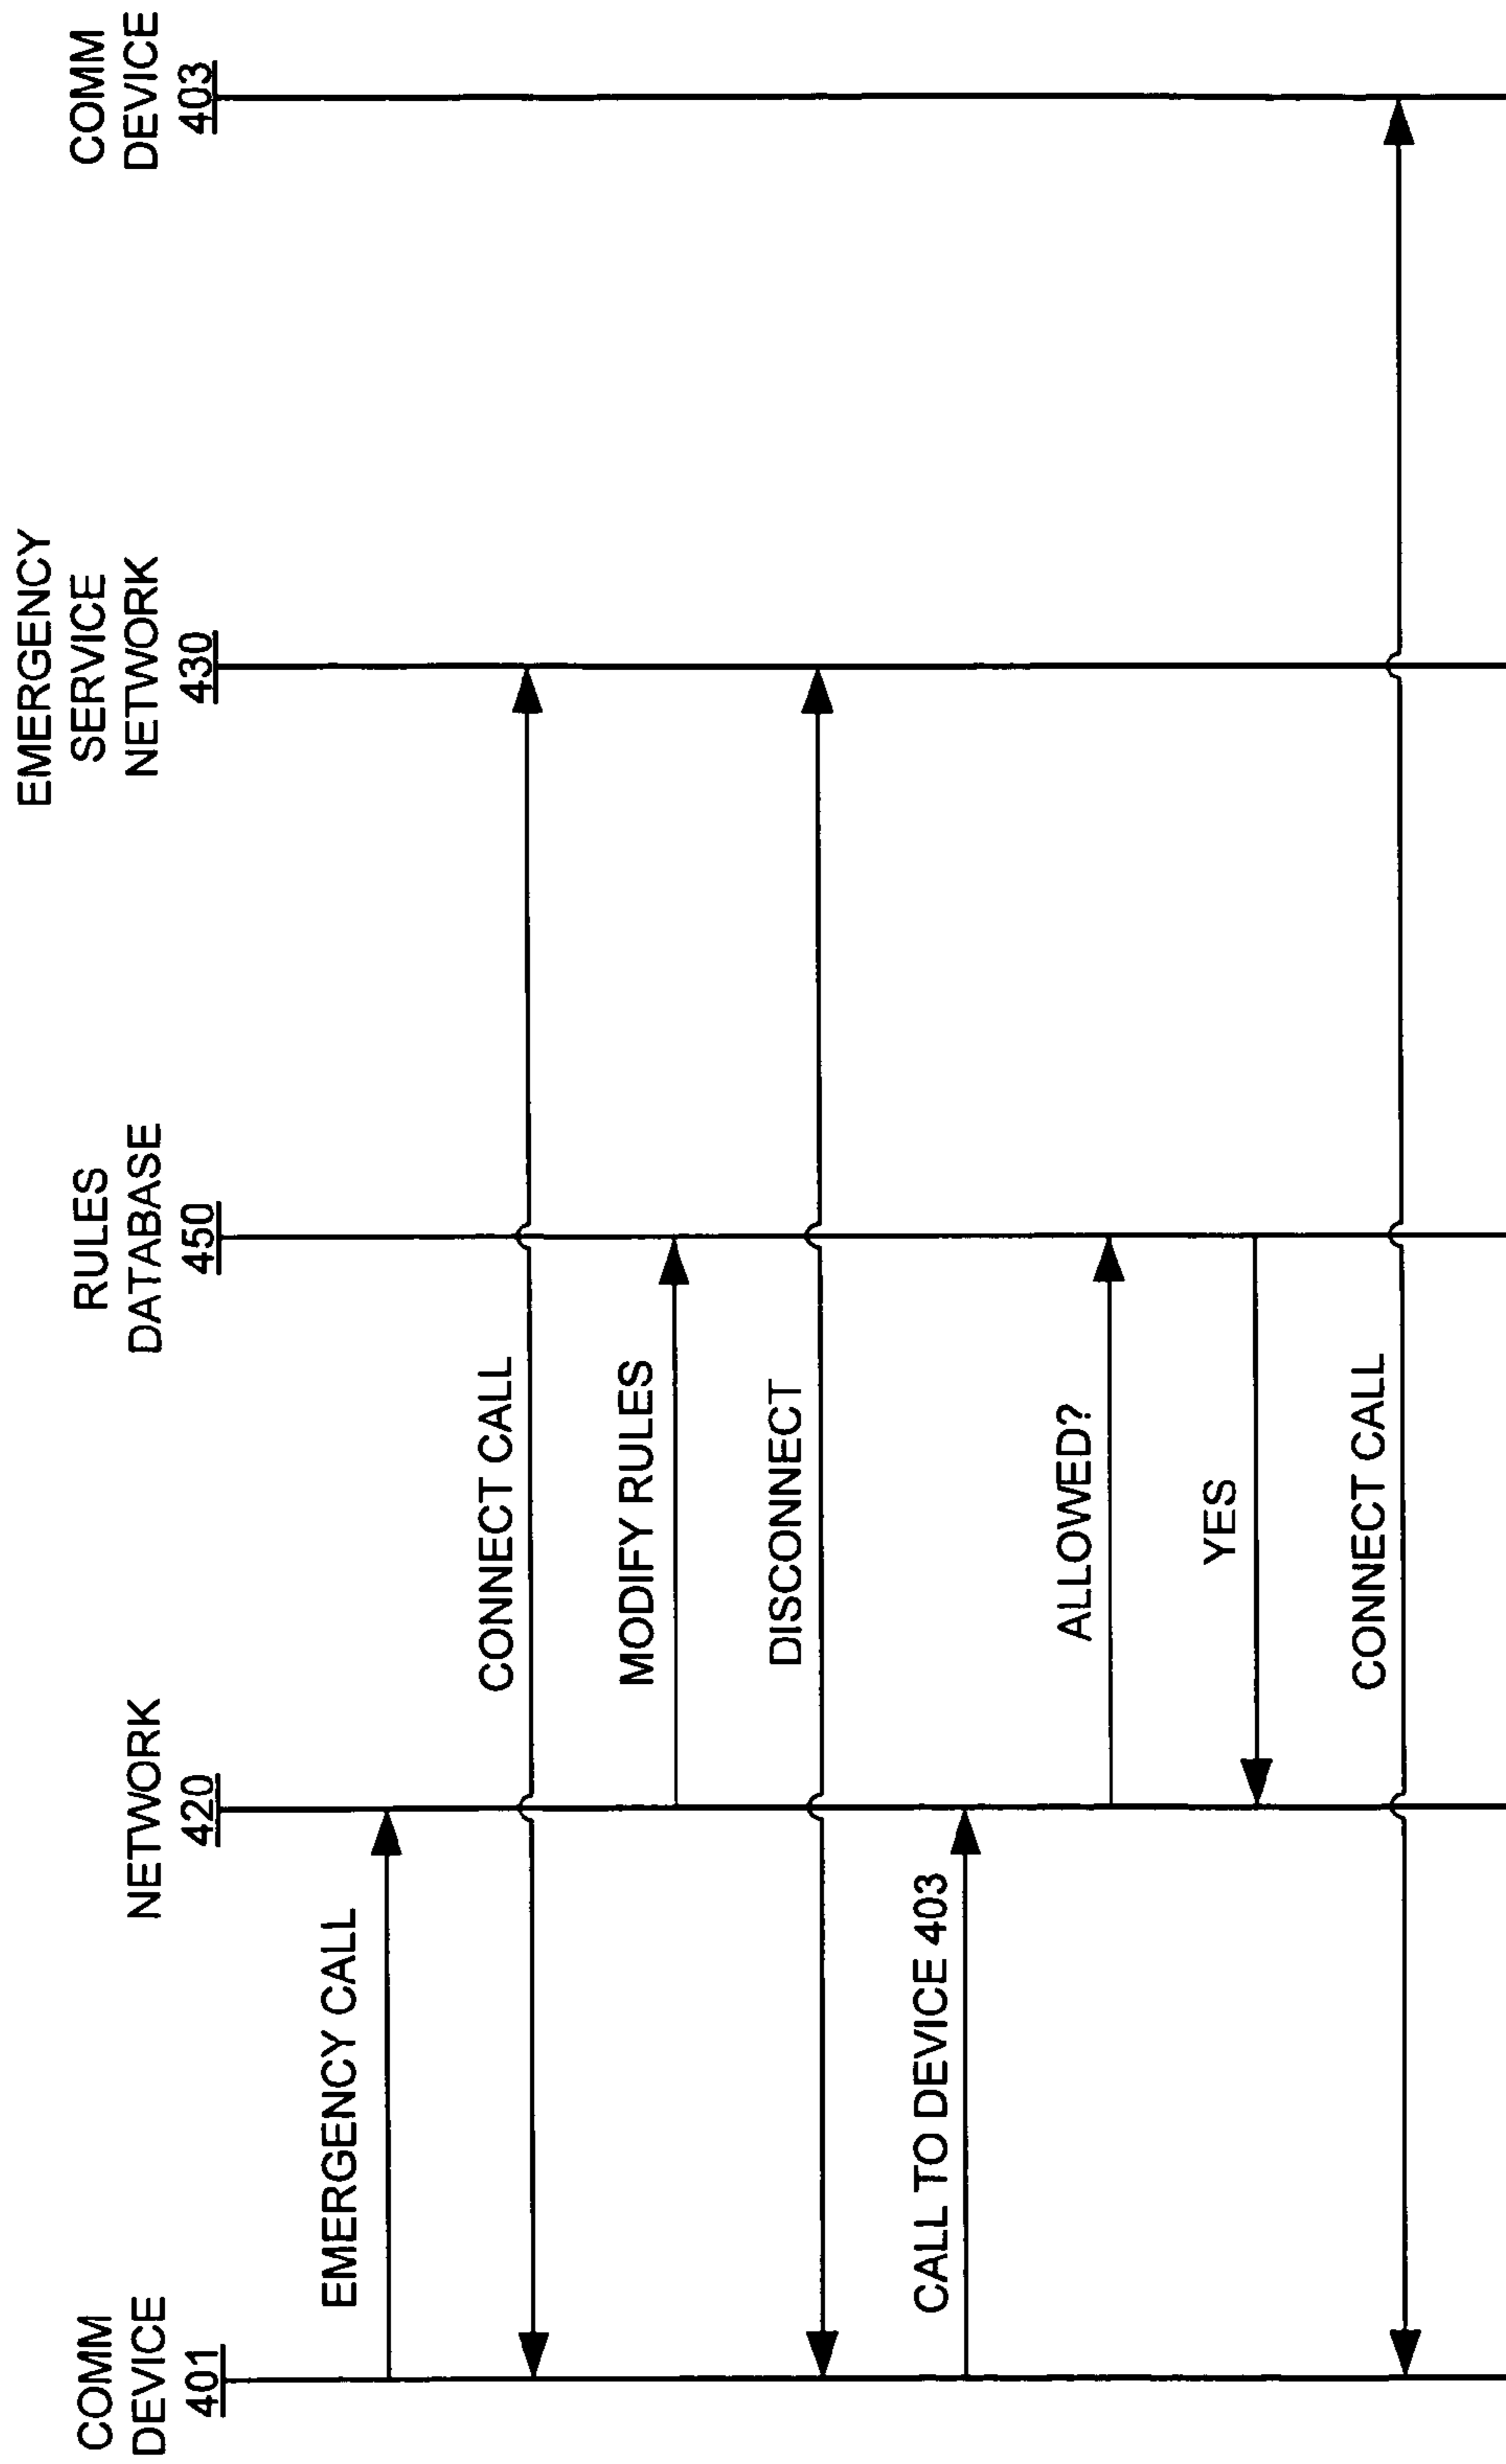 COMM
DEVICE
401
NETWORK
420
RULES
DATABASE
450
EMERGENCY
SERVICE
NETWORK
430
COMM
DEVICE
403
EMERGENCY CALL
CONNECT CALL
MODIFY RULES
DISCONNECT
CALL TO DEVICE 403
ALLOWED?
YES
CONNECT CALL